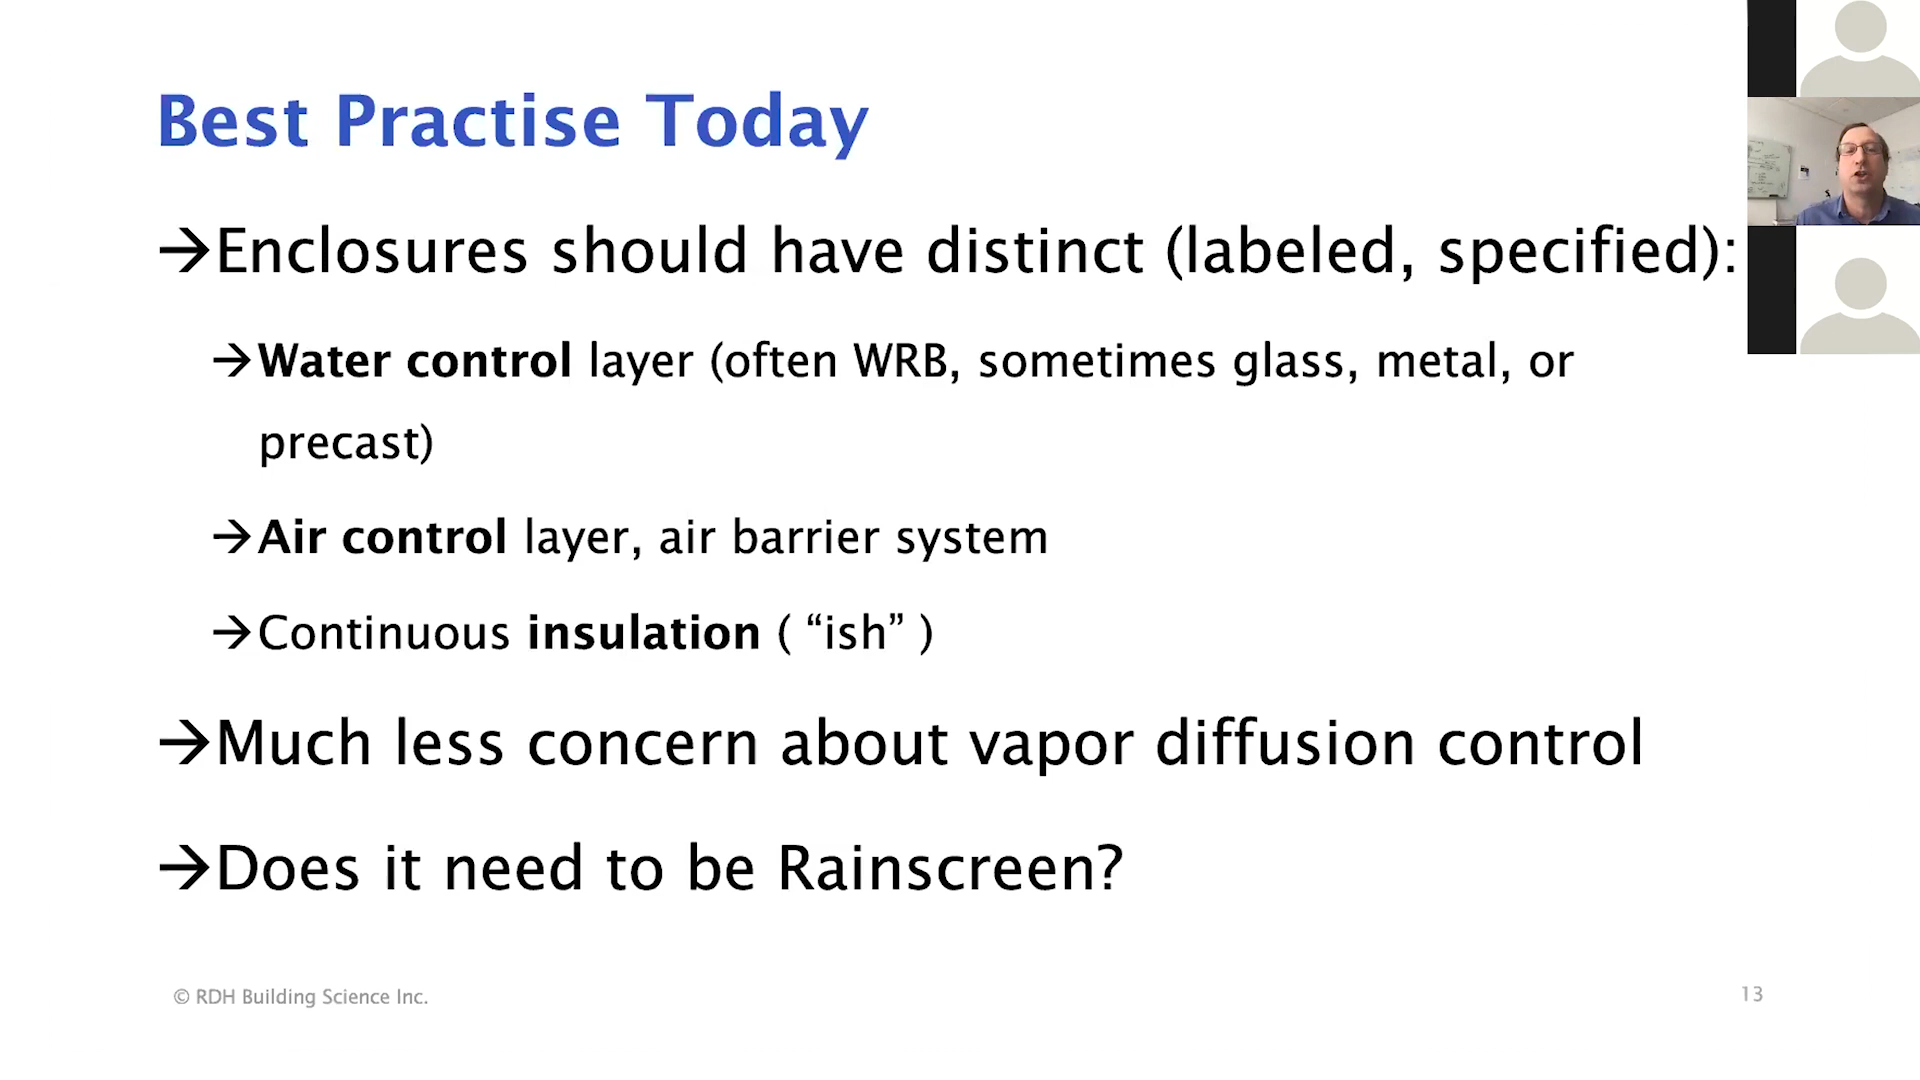 Best Practise Today
→Enclosures should have distinct (labeled, specified):
→Water control layer (often WRB, sometimes glass, metal, or
precast)
→Air control layer, air barrier system
→Continuous insulation ( “ish” )
→Much less concern about vapor diffusion control
→Does it need to be Rainscreen?
© RDH Building Science Inc.
13